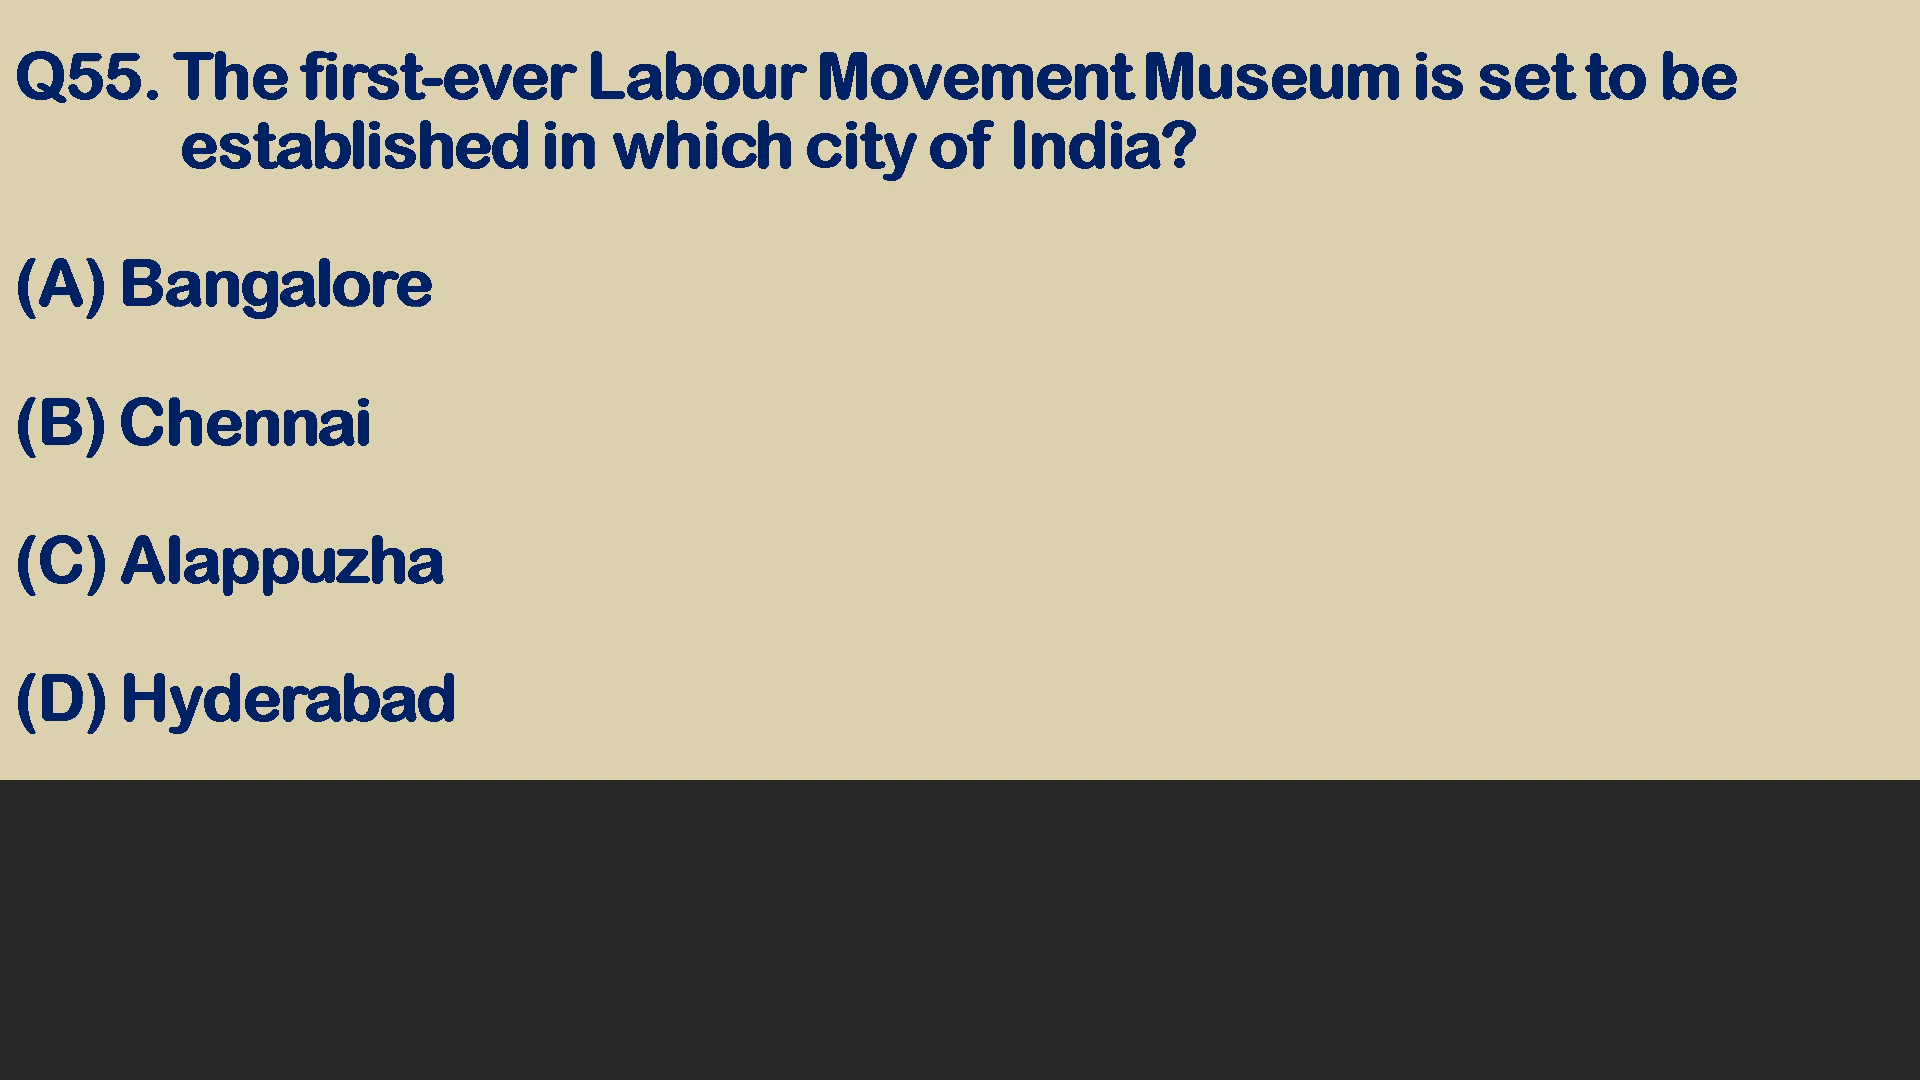 Q55. The first-ever Labour Movement Museum is set to be
established in which city of India?
(A) Bangalore
(B) Chennai
(C) Alappuzha
(D) Hyderabad